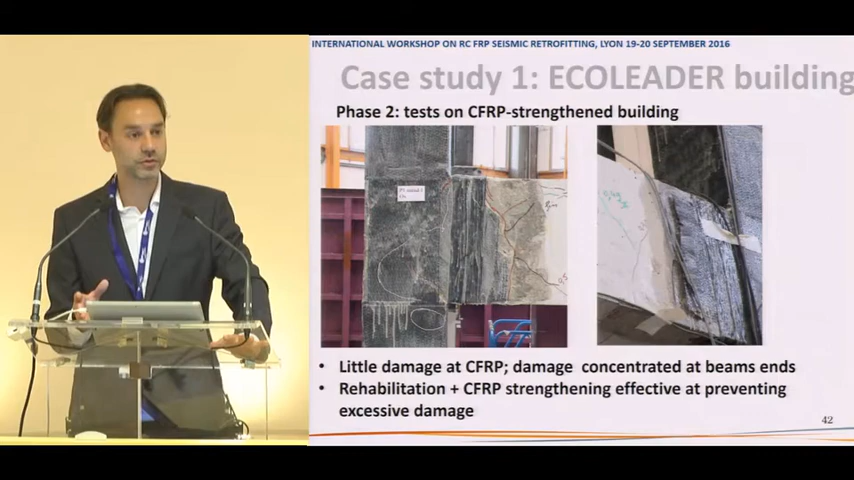 INTERNATIONAL WORKSHOP ON RC FRP SEISMIC RETROFITTING, LYON 19-20 SEPTEMBER 2016
Case study 1: ECOLEADER building
Phase 2: tests on CFRP-strengthened building
• Little damage at CFRP; damage concentrated at beams ends
• Rehabilitation + CFRP strengthening effective at preventing
excessive damage
42